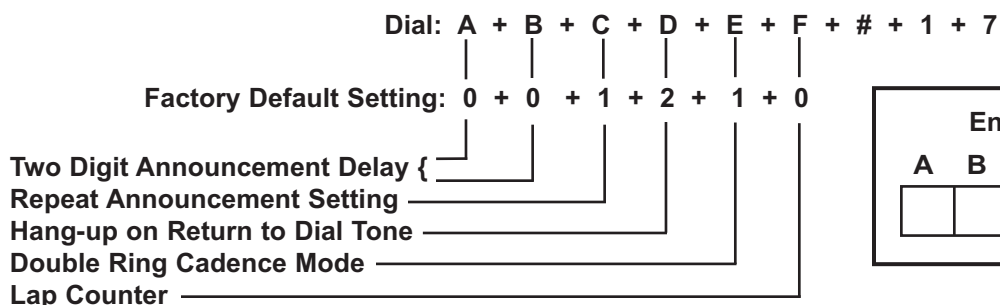 Dial: A + B + C + D + E + F + # + 1 + 7
Factory Default Setting: 0 + 0 + 1 + 2 + 1 + 0
Two Digit Announcement Delay {
Repeat Announcement Setting
Hang-up on Return to Dial Tone
Double Ring Cadence Mode
Lap Counter
En
A B